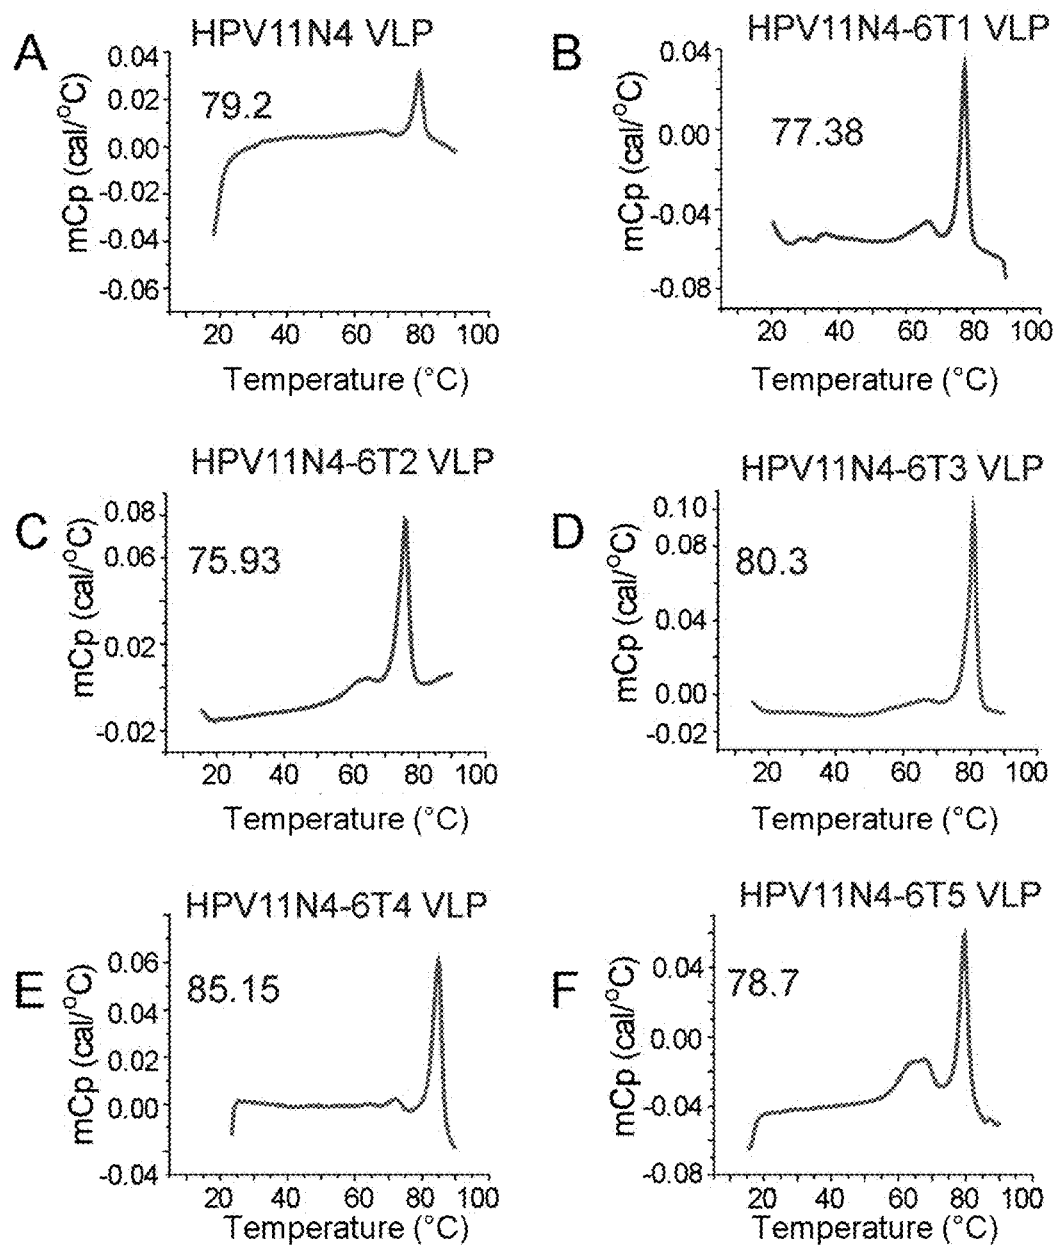 A
HPV11N4 VLP
79.2
mCp (cal/°C)
0.04
0.02
0.00
-0.02
-0.04
-0.06
20 40 60 80 100
Temperature (°C)
B
HPV11N4-6T1 VLP
77.38
mCp (cal/°C)
0.04
0.00
-0.04
-0.08
20 40 60 80 100
Temperature (°C)
C
HPV11N4-6T2 VLP
75.93
mCp (cal/°C)
0.08
0.06
0.02
-0.02
20 40 60 80 100
Temperature (°C)
D
HPV11N4-6T3 VLP
80.3
mCp (cal/°C)
0.10
0.08
0.04
0.00
-0.02
20 40 60 80 100
Temperature (°C)
E
HPV11N4-6T4 VLP
85.15
mCp (cal/°C)
0.06
0.04
0.02
0.00
-0.04
20 40 60 80 100
Temperature (°C)
F
HPV11N4-6T5 VLP
78.7
mCp (cal/°C)
0.04
0.00
-0.04
-0.08
20 40 60 80 100
Temperature (°C)